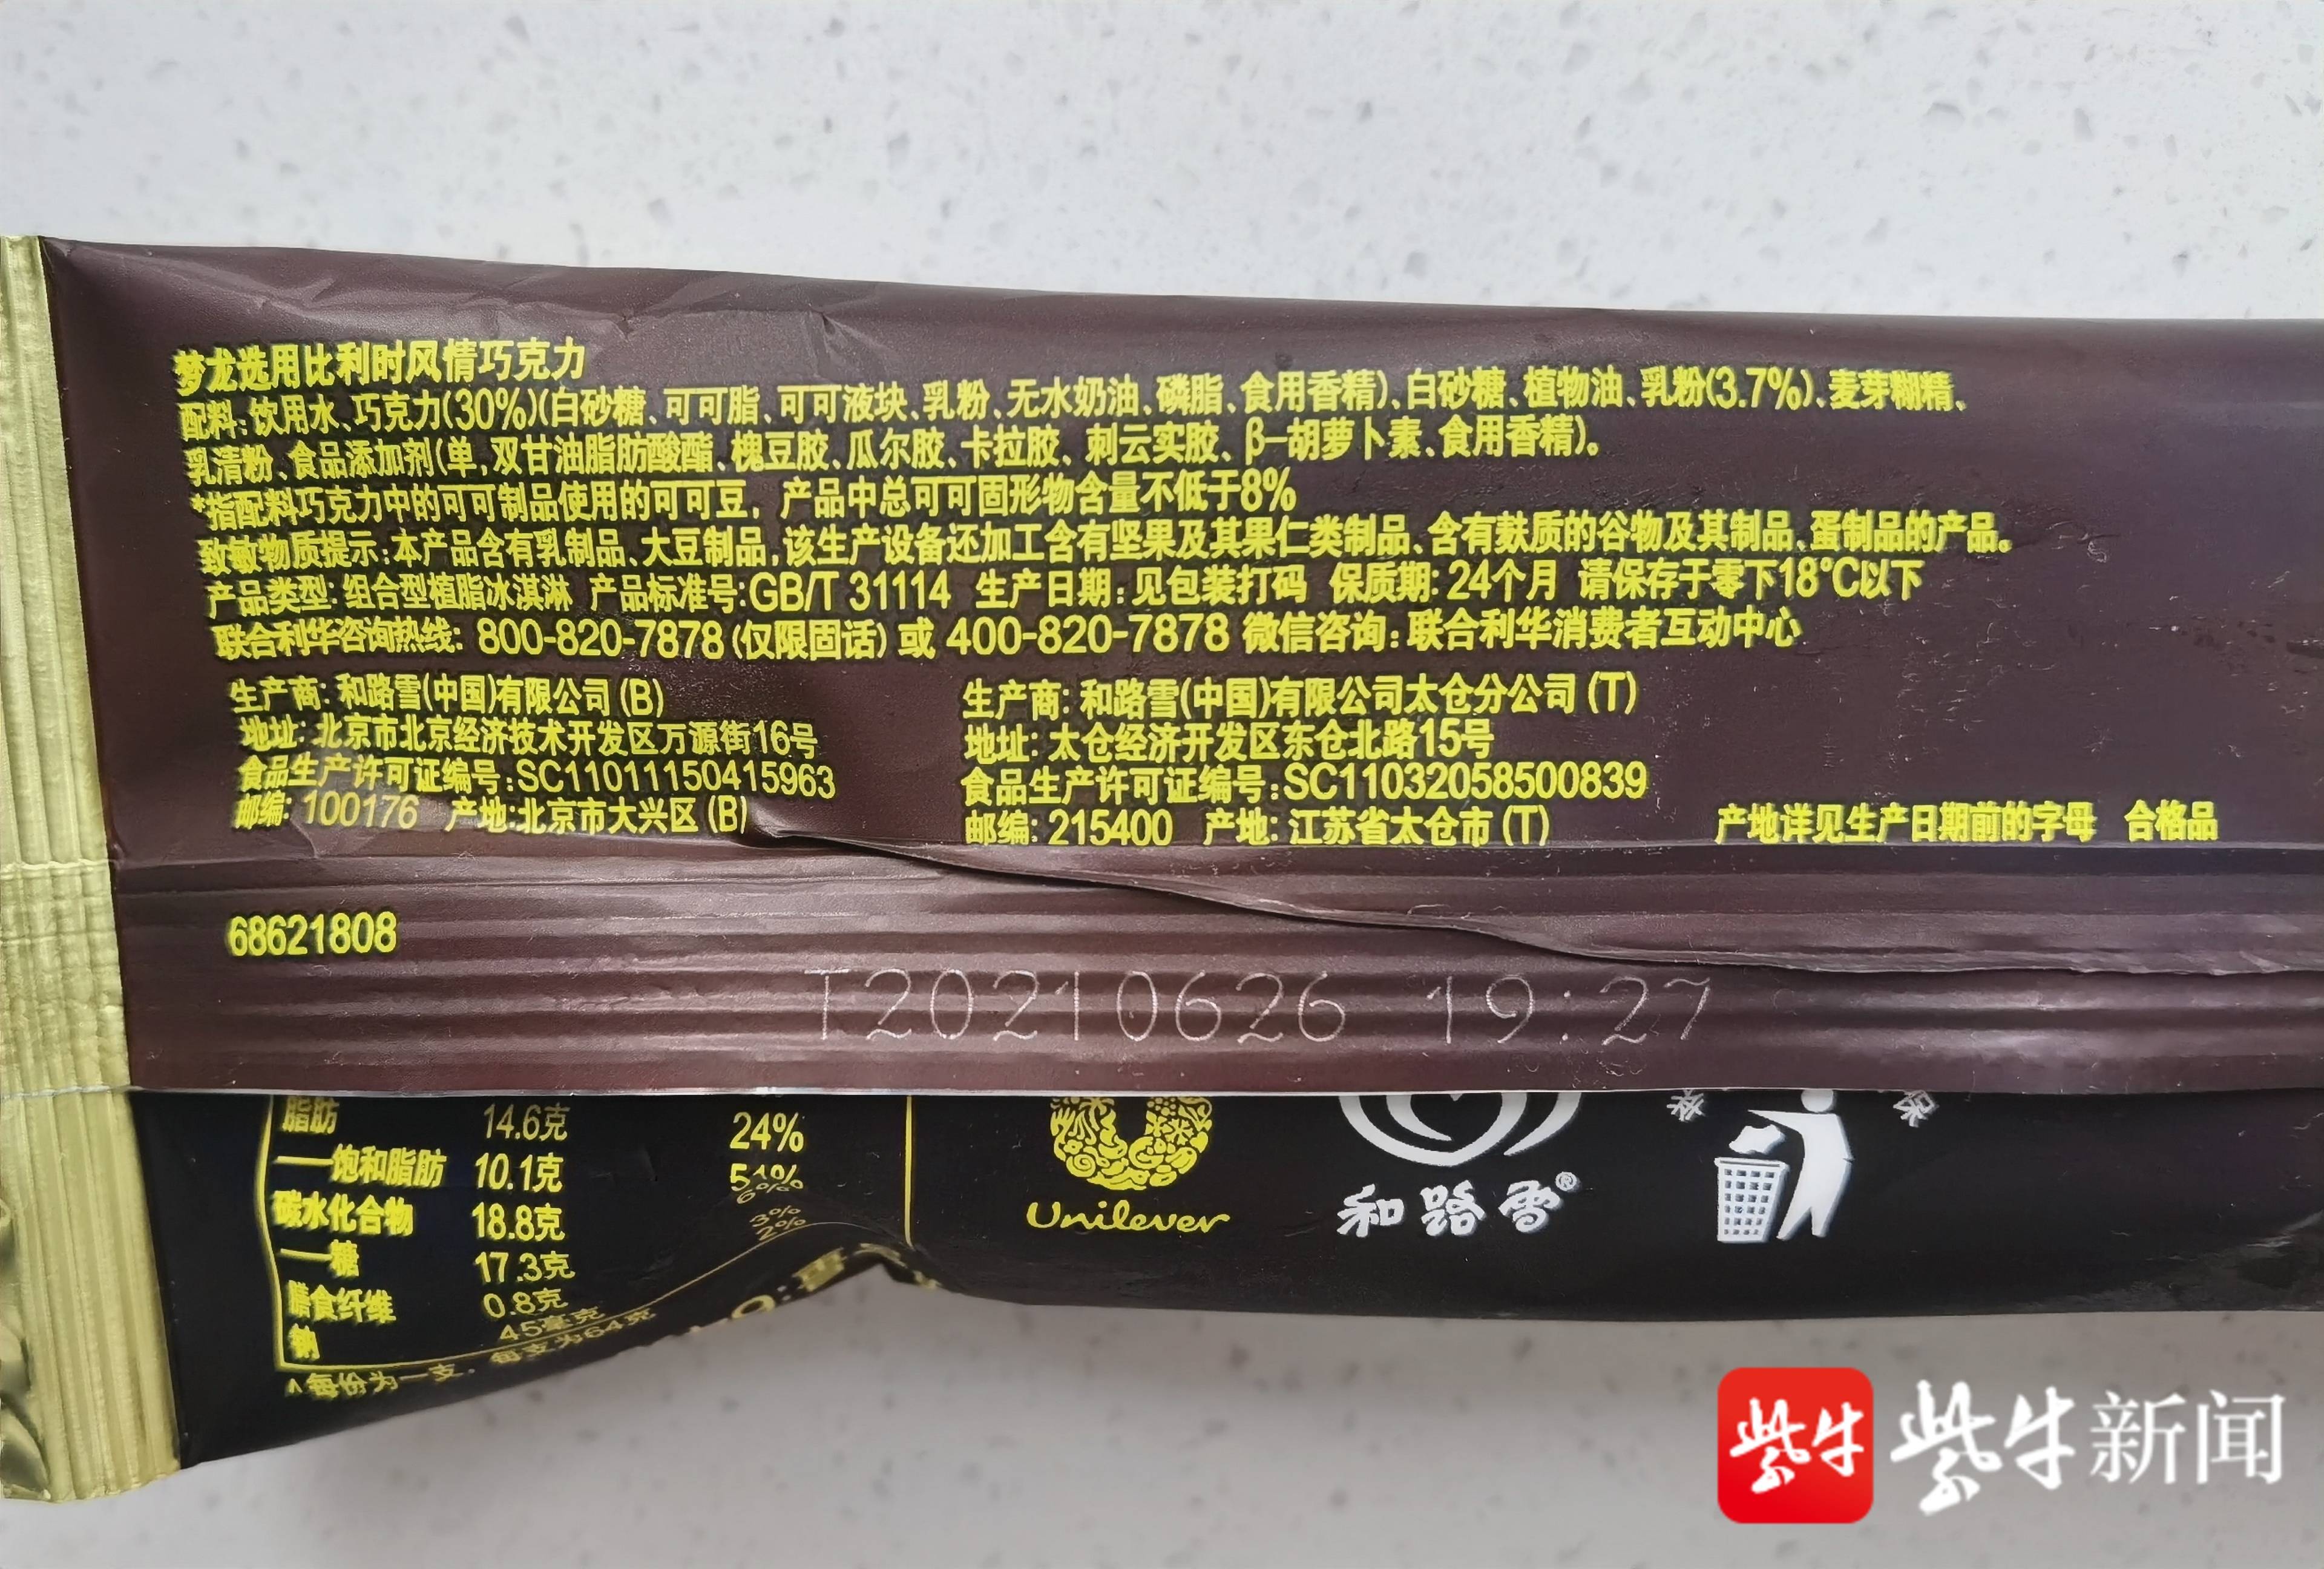 梦龙选用比利时风情巧克力
配料:饮用水、巧克力(30%)(白砂糖、可可脂、可可液块、乳粉、无水奶油、磷脂、食用香精)、白砂糖、植物油、乳粉(3.7%)、麦芽糊精、
乳清粉、食品添加剂(单,双甘油脂肪酸酯、槐豆胶、瓜尔胶、卡拉胶、刺云实胶、β-胡萝卜素、食用香精)。
*指配料巧克力中的可可制品使用的可可豆, 产品中总可可固形物含量不低于8%
致敏物质提示:本产品含有乳制品、大豆制品,该生产设备还加工含有坚果及其果仁类制品、含有麸质的谷物及其制品、蛋制品的产品。
产品类型: 组合型植脂冰淇淋 产品标准号:GB/T 31114 生产日期:见包装打码 保质期: 24个月 请保存于零下18°C以下
联合利华咨询热线: 800-820-7878 (仅限固话) 或 400-820-7878 微信咨询:联合利华消费者互动中心
生产商: 和路雪(中国)有限公司 (B)
地址: 北京市北京经济技术开发区万源街16号
食品生产许可证编号:SC11011150415963
邮编: 100176 产地:北京市大兴区 (B)
生产商: 和路雪(中国)有限公司太仓分公司 (T)
地址: 太仓经济开发区东仓北路15号
食品生产许可证编号:SC11032058500839
邮编: 215400 产地: 江苏省太仓市 (T)
产地详见生产日期前的字母 合格品
68621808
T20210626 19:27
脂肪 14.6克 24%
—饱和脂肪 10.1克 51%
碳水化合物 18.8克 6%
—糖 17.3克
膳食纤维 0.8克 3%
45毫克 2%
^每份为一支, 每支为64克
Unilever
和路雪®
紫牛
紫牛新闻